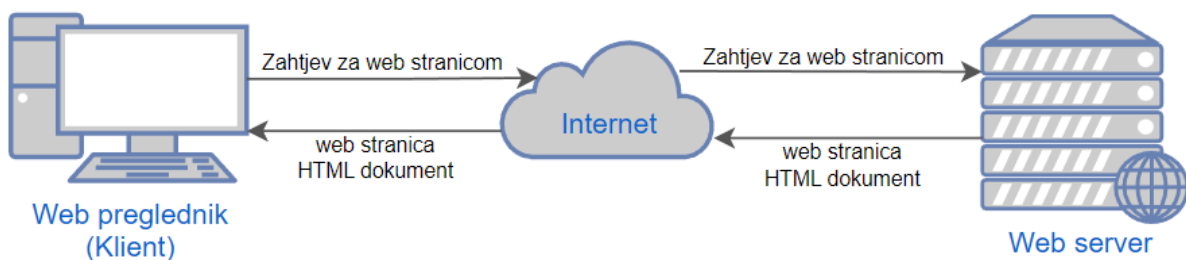 Zahtjev za web stranicom
Zahtjev za web stranicom
Internet
web stranica
HTML dokument
web stranica
HTML dokument
Web preglednik
(Klient)
Web server